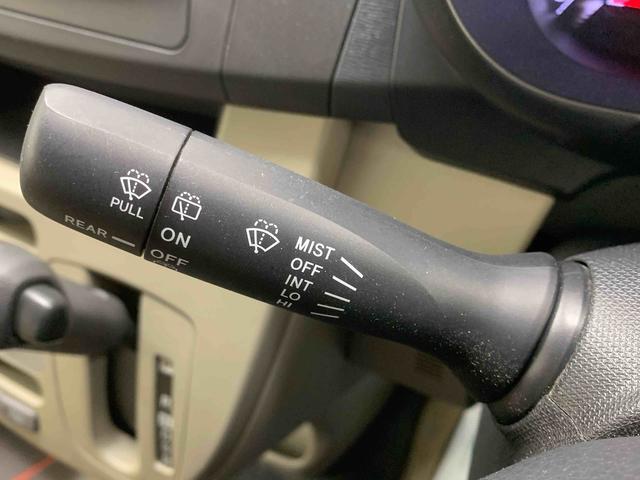 PULL
REAR
ON
OFF
MIST
OFF
INT
LO
HI